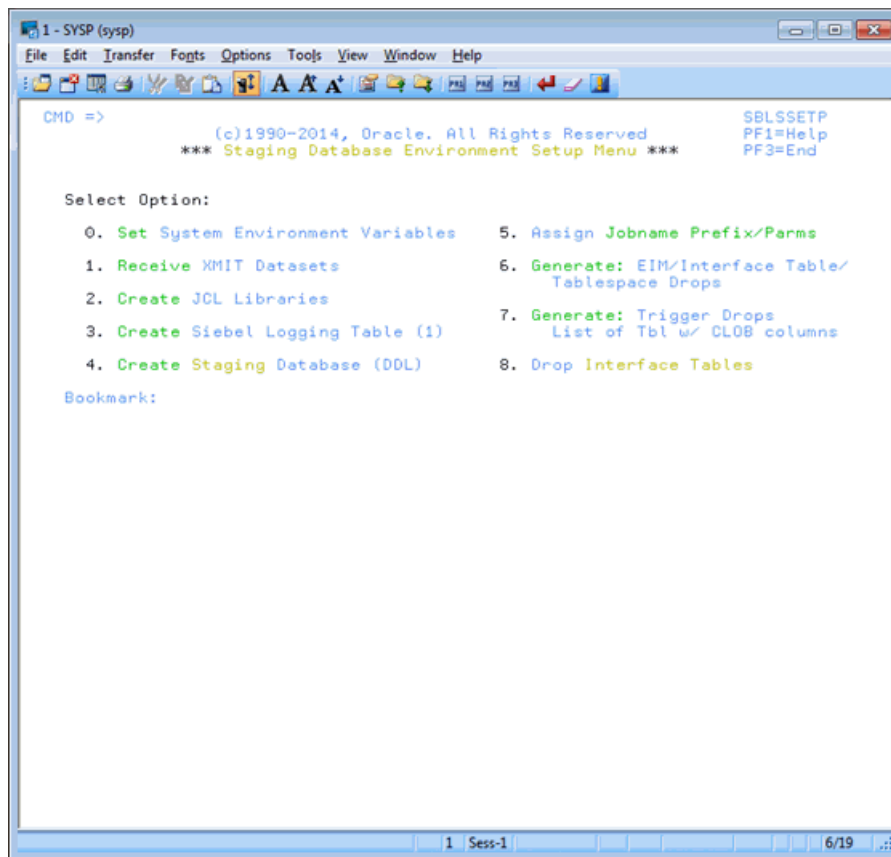 1 - SYSP (sysp)
File Edit Transfer Fonts Options Tools View Window Help
A A A
PA1 PA2 PA3
CMD => SBLSSETP
(c)1990-2014, Oracle. All Rights Reserved PF1=Help
*** Staging Database Environment Setup Menu *** PF3=End
Select Option:
0. Set System Environment Variables 5. Assign Jobname Prefix/Parms
1. Receive XMIT Datasets 6. Generate: EIM/Interface Table/
Tablespace Drops
2. Create JCL Libraries
7. Generate: Trigger Drops
3. Create Siebel Logging Table (1) List of Tbl w/ CLOB columns
4. Create Staging Database (DDL) 8. Drop Interface Tables
Bookmark:
1 Sess-1 6/19